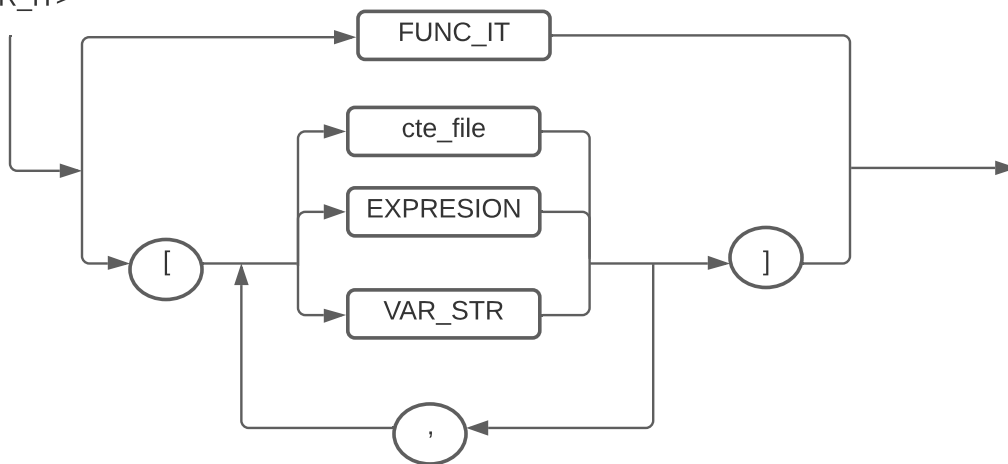 FUNC_IT
cte_file
EXPRESION
[
]
VAR_STR
,